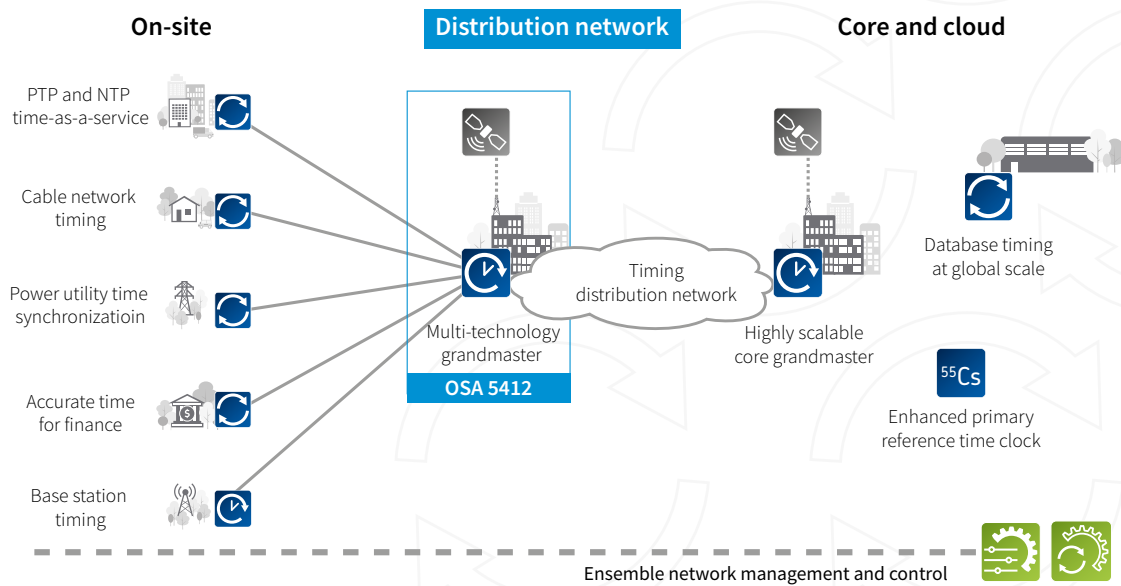 On-site
Distribution network
Core and cloud
PTP and NTP
time-as-a-service
Cable network
timing
Power utility time
synchronizatioin
Accurate time
for finance
Base station
timing
Multi-technology
grandmaster
OSA 5412
Timing
distribution network
Highly scalable
core grandmaster
Database timing
at global scale
55Cs
Enhanced primary
reference time clock
Ensemble network management and control